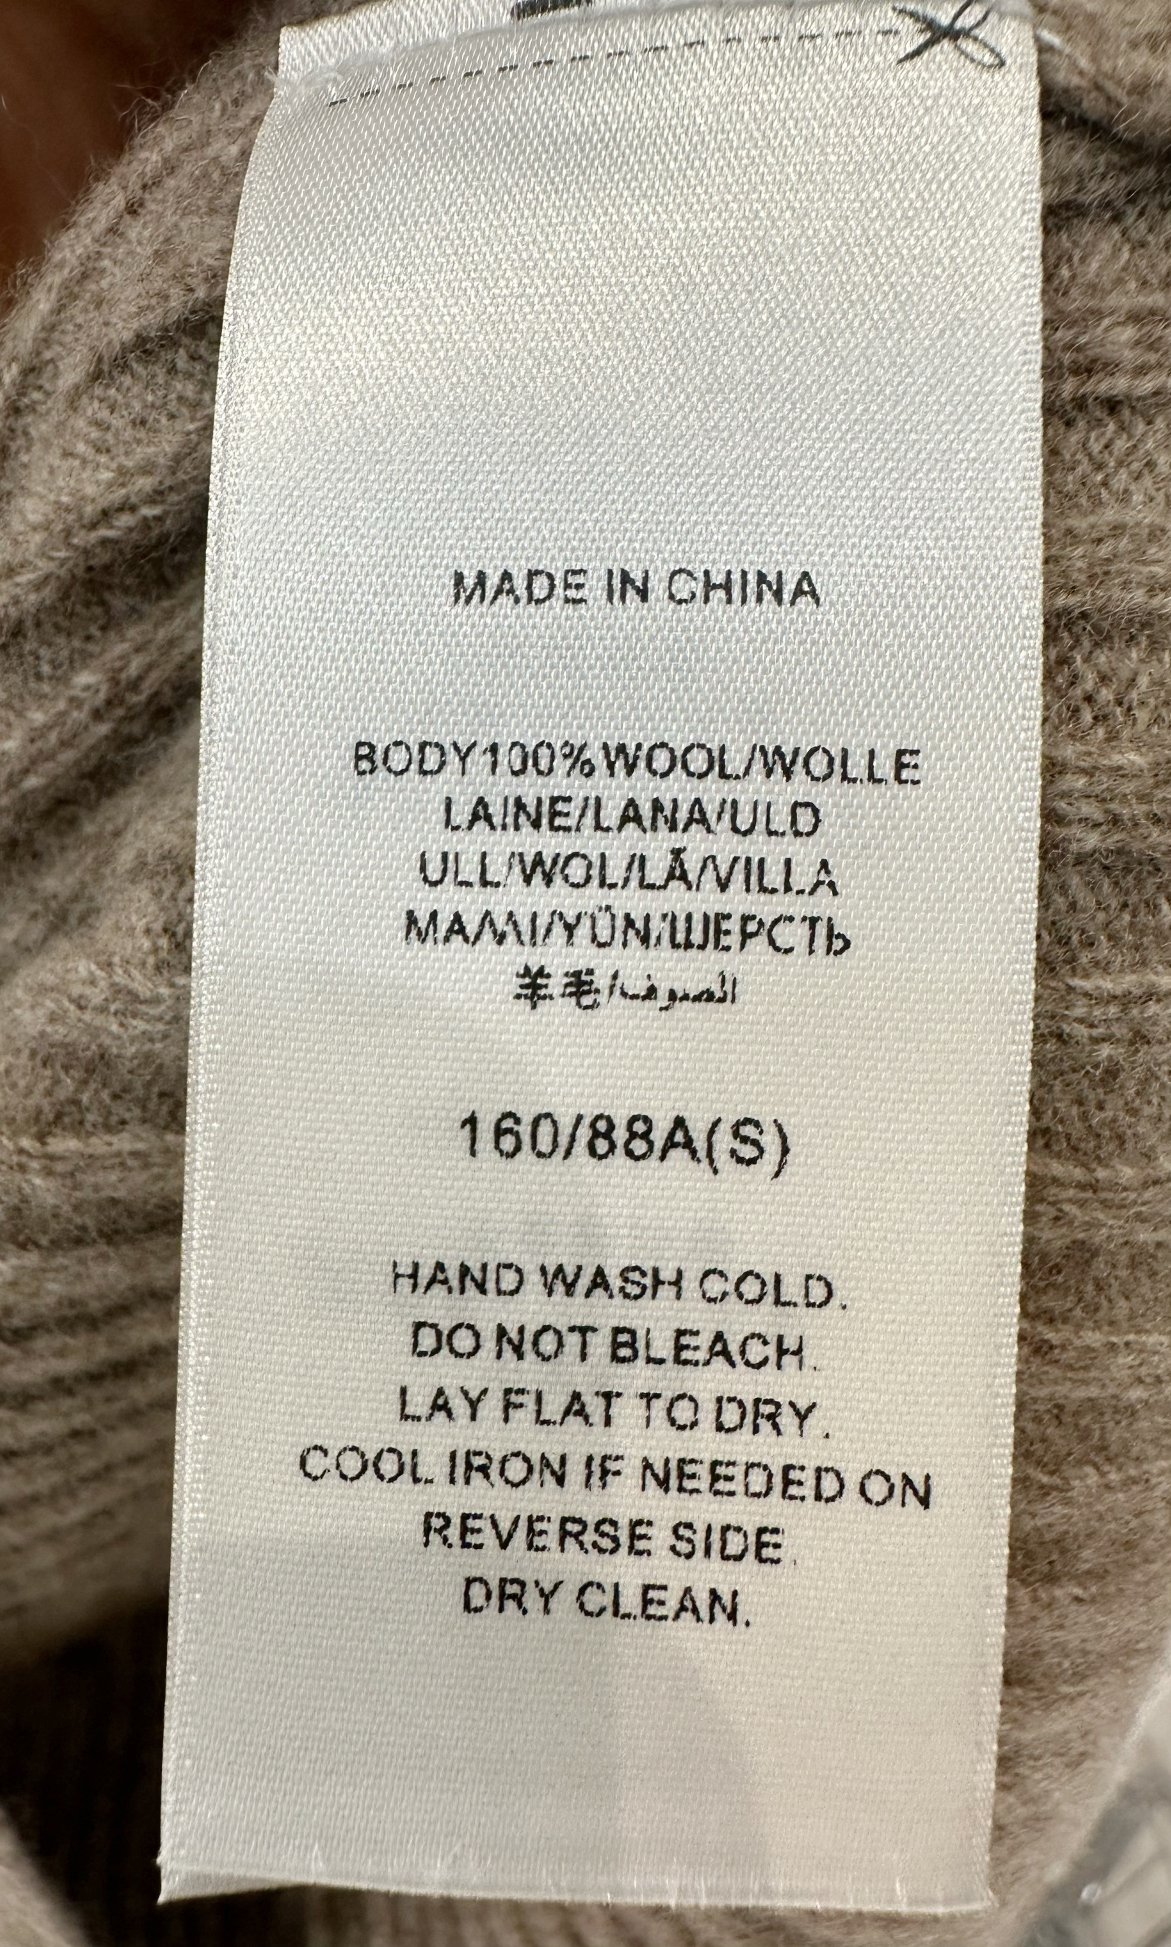 MADE IN CHINA
BODY100%WOOL/WOLLE
LAINE/LANA/ULD
ULL/WOL/LÃ/VILLA
ΜΑΛΛΙ/YÜN/ШЕРСТЬ
羊毛/الصوف
160/88A(S)
HAND WASH COLD.
DO NOT BLEACH.
LAY FLAT TO DRY.
COOL IRON IF NEEDED ON
REVERSE SIDE.
DRY CLEAN.